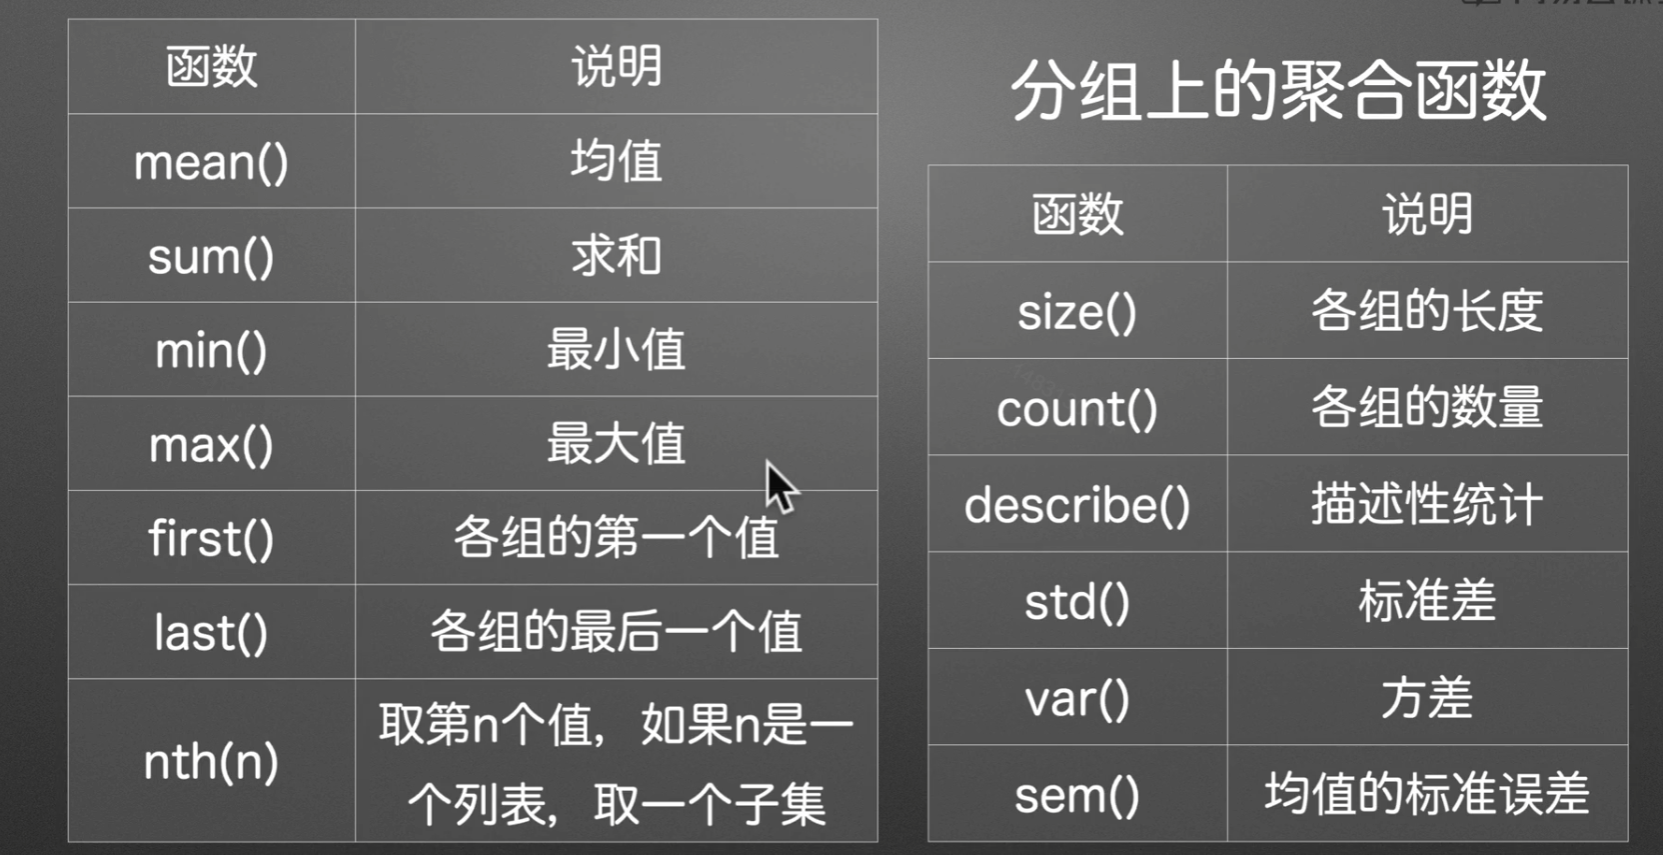 函数 说明
mean() 均值
sum() 求和
min() 最小值
max() 最大值
first() 各组的第一个值
last() 各组的最后一个值
nth(n) 取第n个值，如果n是一
个列表，取一个子集
分组上的聚合函数
函数 说明
size() 各组的长度
count() 各组的数量
describe() 描述性统计
std() 标准差
var() 方差
sem() 均值的标准误差